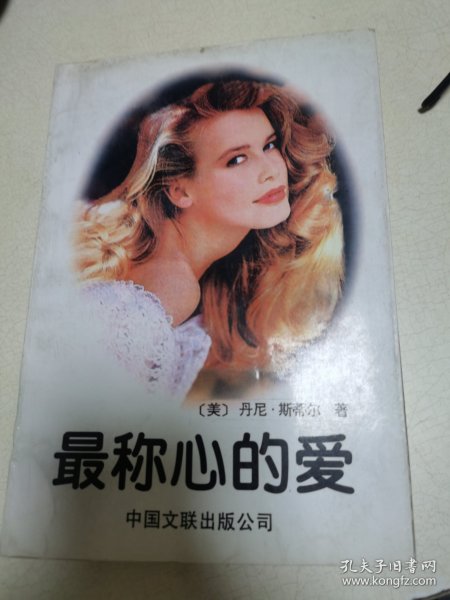 〔美〕丹尼·斯蒂尔 著
最称心的爱
中国文联出版公司
孔夫子旧书网
www.kongfz.com